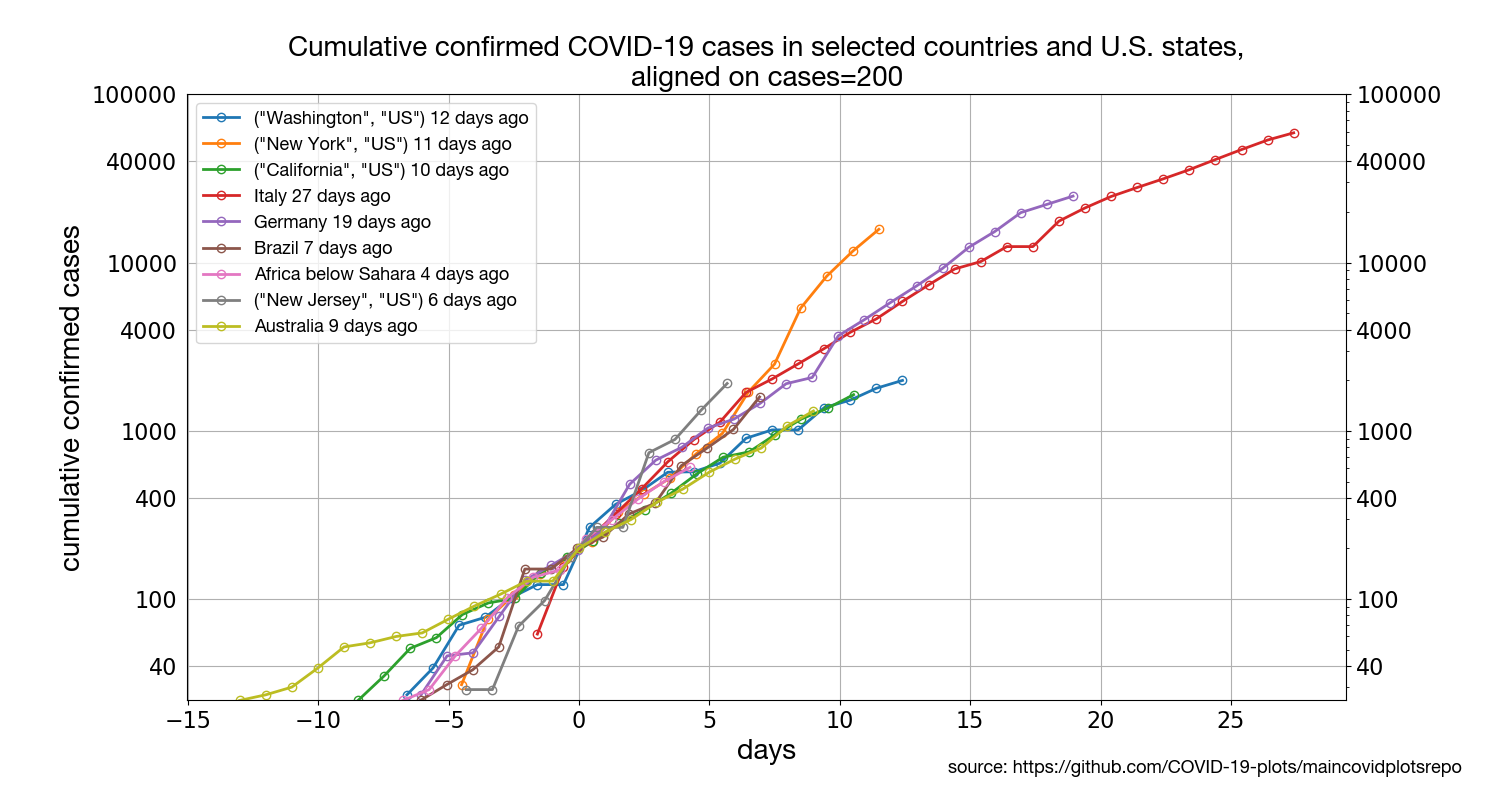 Cumulative confirmed COVID-19 cases in selected countries and U.S. states,
aligned on cases=200
100000
40000
10000
4000
1000
400
100
40
cumulative confirmed cases
("Washington", "US") 12 days ago
("New York", "US") 11 days ago
("California", "US") 10 days ago
Italy 27 days ago
Germany 19 days ago
Brazil 7 days ago
Africa below Sahara 4 days ago
("New Jersey", "US") 6 days ago
Australia 9 days ago
100000
40000
10000
4000
1000
400
100
40
−15 −10 −5 0 5 10 15 20 25
days
source: https://github.com/COVID-19-plots/maincovidplotsrepo